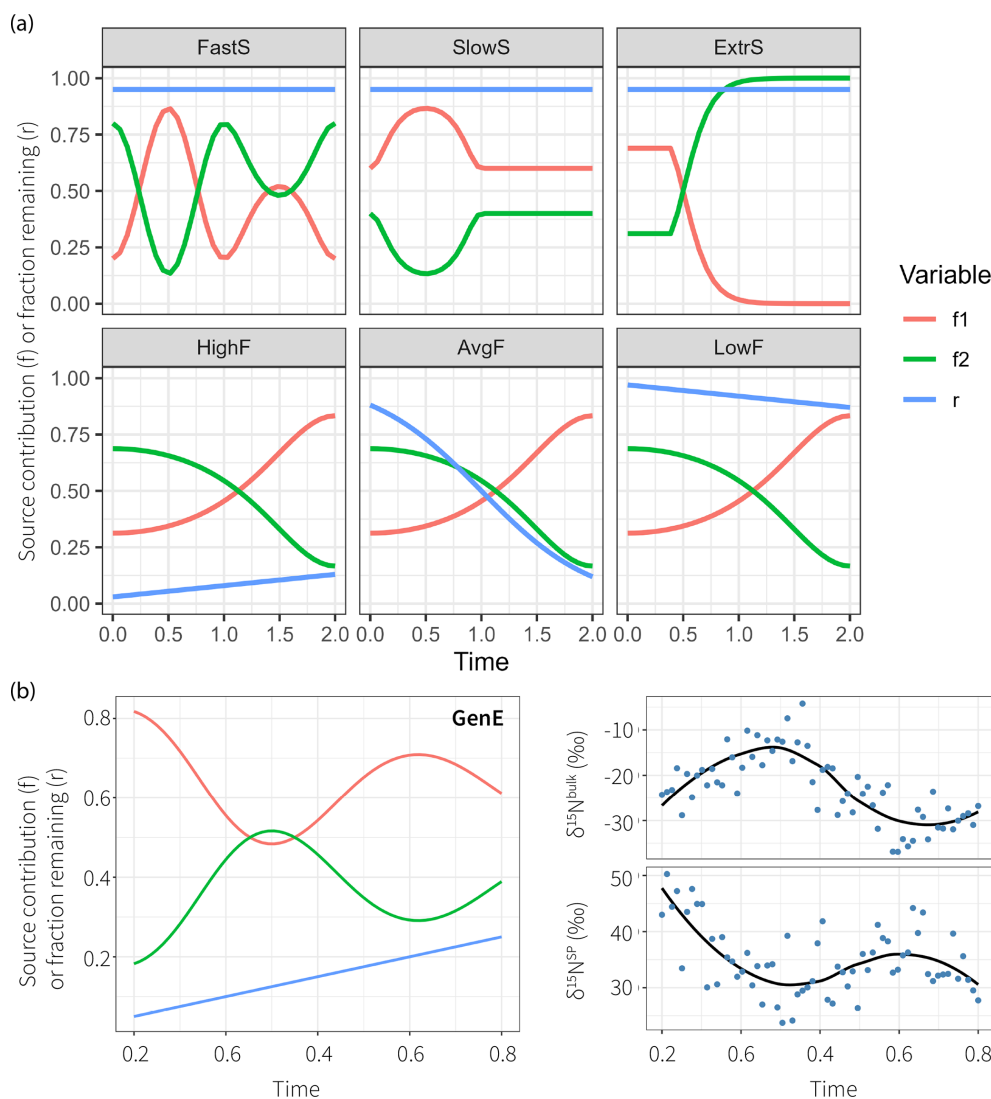 (a)
FastS
SlowS
ExtrS
Source contribution (f) or fraction remaining (r)
1.00
0.75
0.50
0.25
0.00
HighF
AvgF
LowF
1.00
0.75
0.50
0.25
0.00
0.0 0.5 1.0 1.5 2.0
0.0 0.5 1.0 1.5 2.0
0.0 0.5 1.0 1.5 2.0
Time
Variable
f1
f2
r
(b)
GenE
Source contribution (f)
or fraction remaining (r)
0.8
0.6
0.4
0.2
0.2 0.6 0.4 0.6 0.8
Time
δ¹⁵Nᵇᵘˡᵏ (‰)
-10
-20
-30
δ¹⁵Nˢᴾ (‰)
50
40
30
0.2 0.6 0.4 0.6 0.8
Time